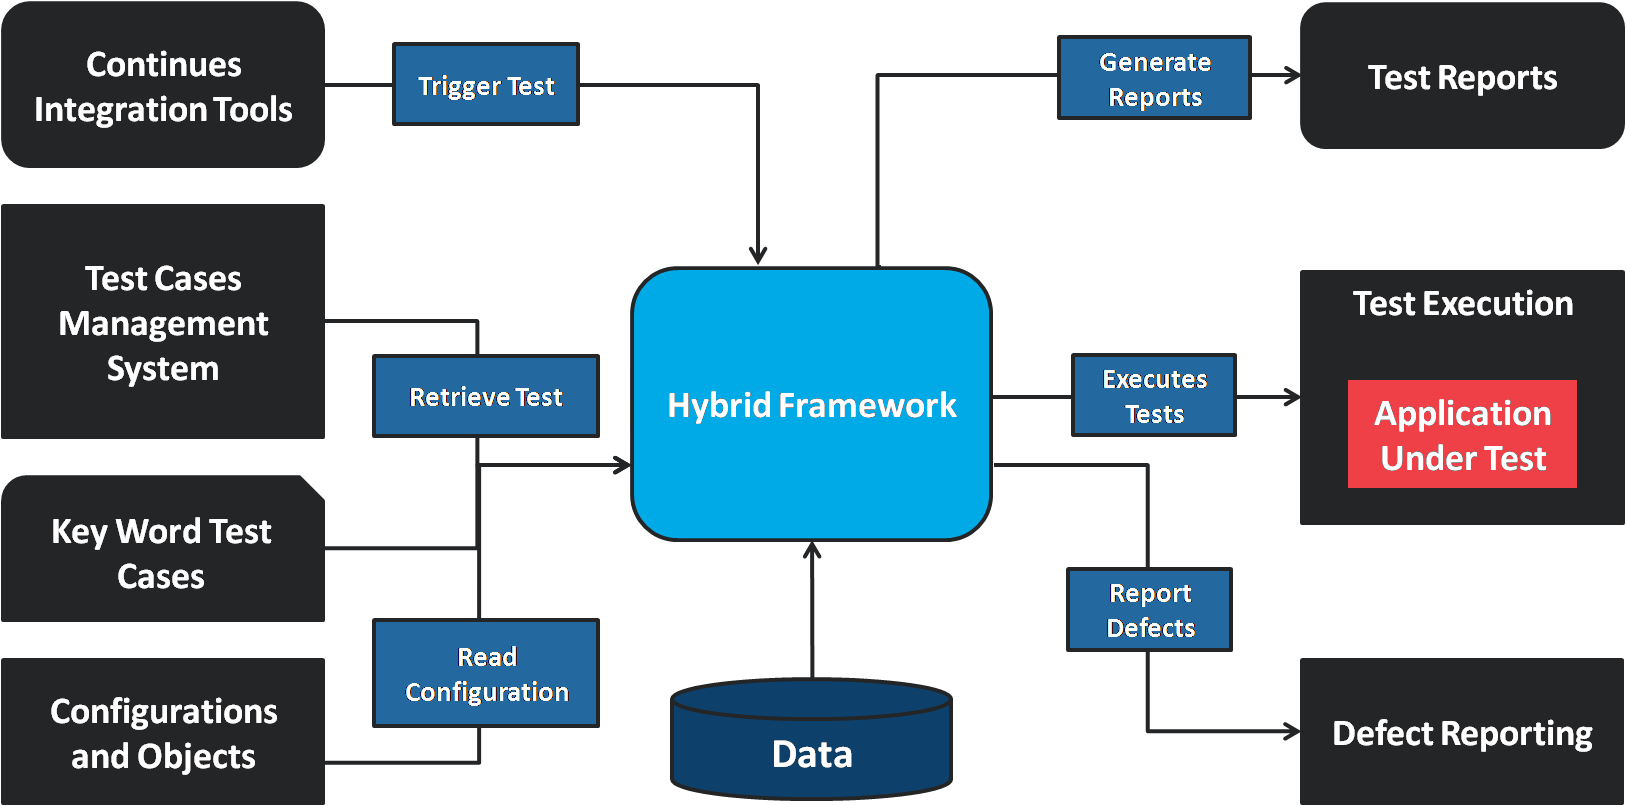 Continues
Integration Tools
Trigger Test
Generate
Reports
Test Reports
Test Cases
Management
System
Retrieve Test
Hybrid Framework
Executes
Tests
Test Execution
Application
Under Test
Key Word Test
Cases
Read
Configuration
Configurations
and Objects
Data
Report
Defects
Defect Reporting